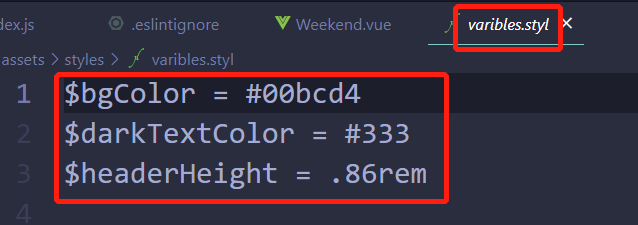 dex.js .eslintignore Weekend.vue varibles.styl ×
assets > styles > varibles.styl
1 $bgColor = #00bcd4
2 $darkTextColor = #333
3 $headerHeight = .86rem
4